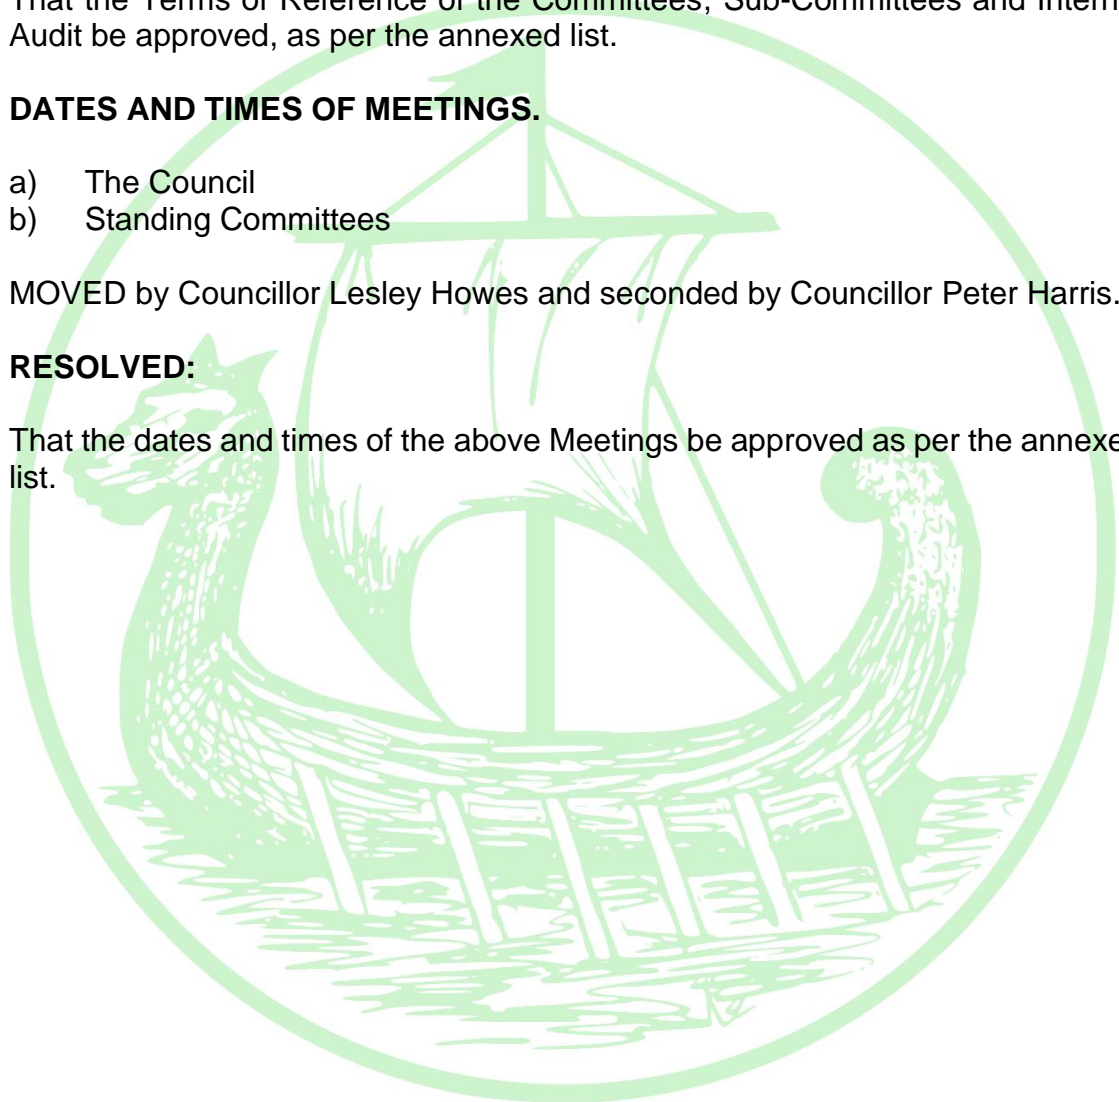 That the Terms of Reference of the Committees, Sub-Committees and Intern
Audit be approved, as per the annexed list.
DATES AND TIMES OF MEETINGS.
a) The Council
b) Standing Committees
MOVED by Councillor Lesley Howes and seconded by Councillor Peter Harris.
RESOLVED:
That the dates and times of the above Meetings be approved as per the annexe
list.